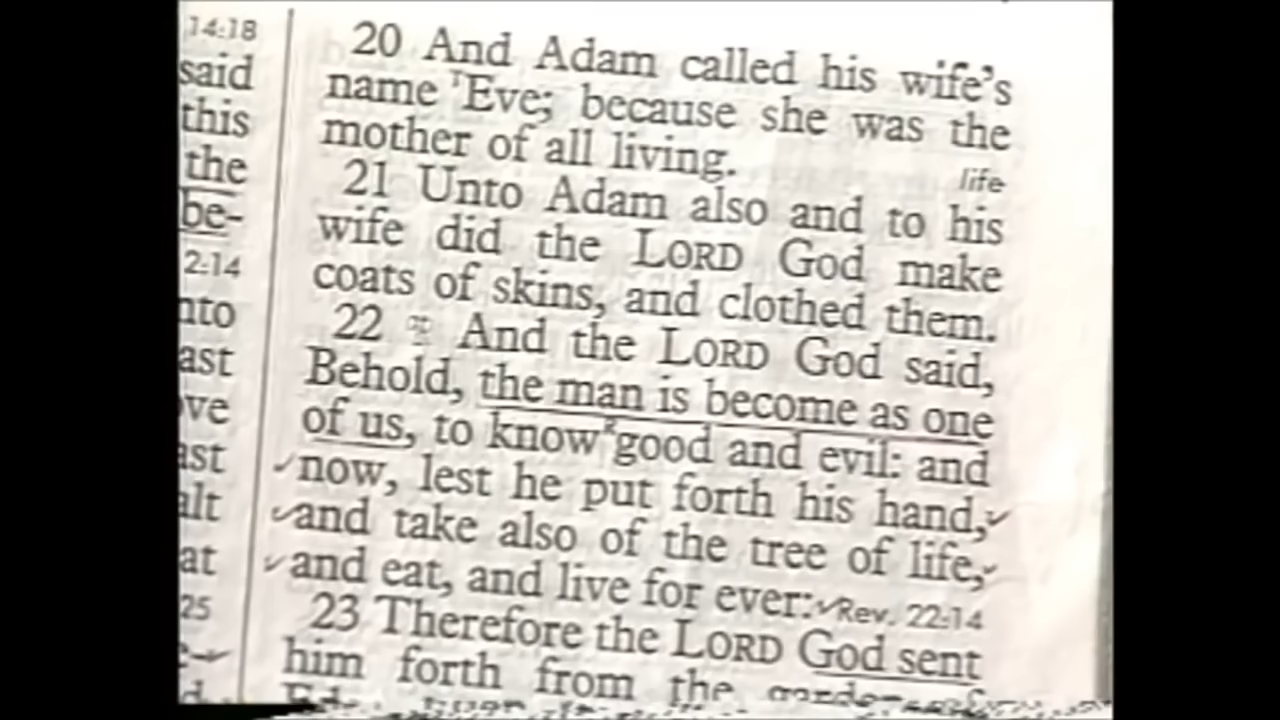 14:18
said
this
the
be-
2:14
nto
ast
ve
ast
alt
at
25
20 And Adam called his wife's
name Eve; because she was the
mother of all living.
life
21 Unto Adam also and to his
wife did the LORD God make
coats of skins, and clothed them.
22 And the LORD God said,
Behold, the man is become as one
of us, to know good and evil: and
now, lest he put forth his hand,
and take also of the tree of life,
and eat, and live for ever: Rev. 22:14
23 Therefore the LORD God sent
him forth from the